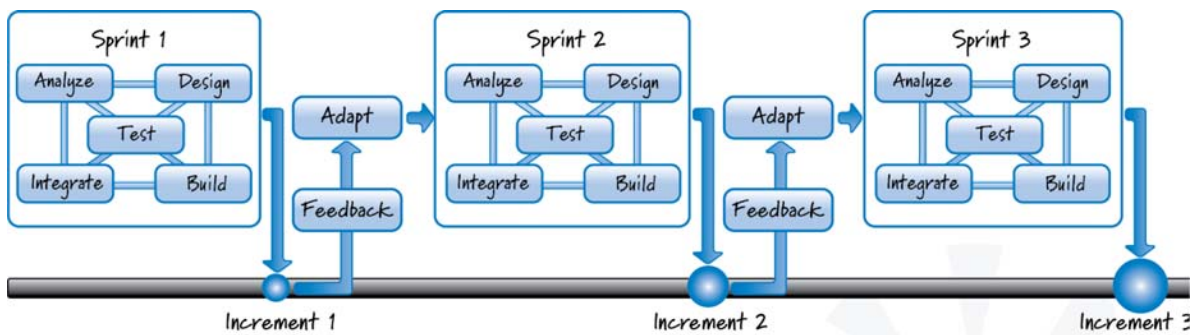 Sprint 1
Analyze
Design
Test
Integrate
Build
Adapt
Feedback
Increment 1
Sprint 2
Analyze
Design
Test
Integrate
Build
Adapt
Feedback
Increment 2
Sprint 3
Analyze
Design
Test
Integrate
Build
Increment 3